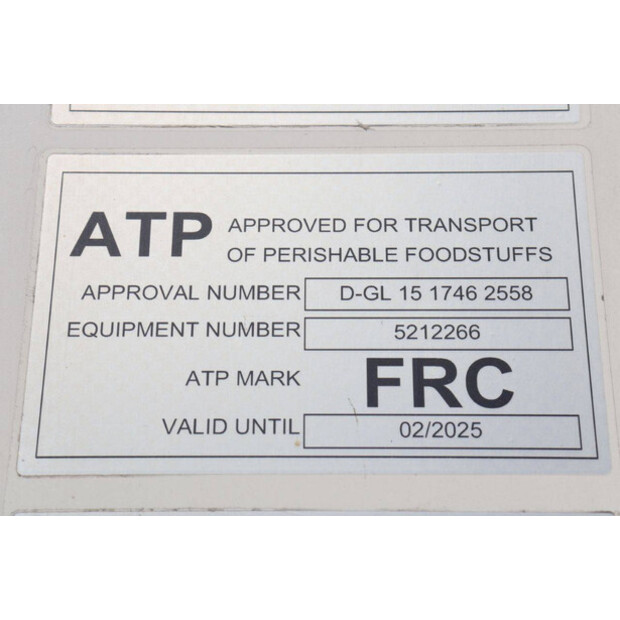 ATP APPROVED FOR TRANSPORT
OF PERISHABLE FOODSTUFFS
APPROVAL NUMBER D-GL 15 1746 2558
EQUIPMENT NUMBER 5212266
ATP MARK FRC
VALID UNTIL 02/2025